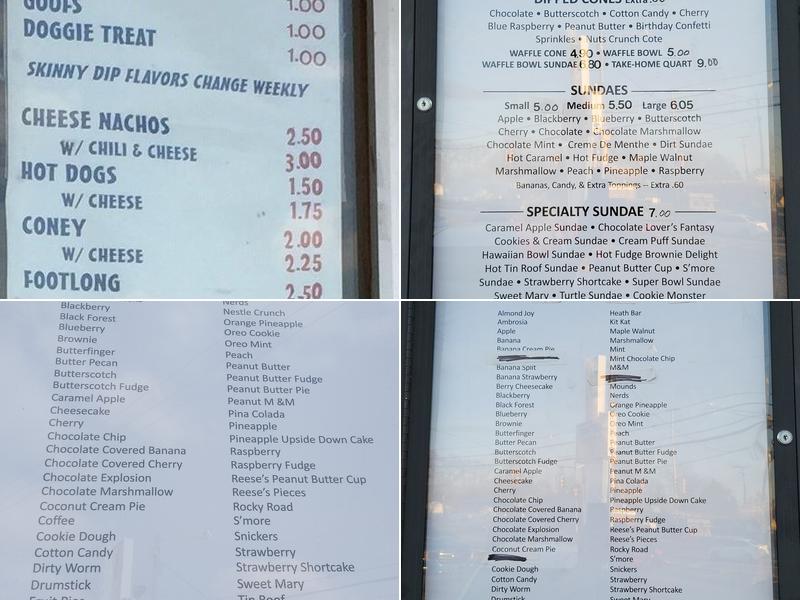 GOOFS 1.00
DOGGIE TREAT 1.00
1.00
SKINNY DIP FLAVORS CHANGE WEEKLY
CHEESE NACHOS 2.50
W/ CHILI & CHEESE 3.00
HOT DOGS 1.50
W/ CHEESE 1.75
CONEY 2.00
W/ CHEESE 2.25
FOOTLONG 2.50
DIPPED CONES Extra .60
Chocolate • Butterscotch • Cotton Candy • Cherry
Blue Raspberry • Peanut Butter • Birthday Confetti
Sprinkles • Nuts Crunch Cote
WAFFLE CONE 4.90 • WAFFLE BOWL 5.00
WAFFLE BOWL SUNDAE 6.80 • TAKE-HOME QUART 9.00
SUNDAES
Small 5.00 Medium 5.50 Large 6.05
Apple • Blackberry • Blueberry • Butterscotch
Cherry • Chocolate • Chocolate Marshmallow
Chocolate Mint • Creme De Menthe • Dirt Sundae
Hot Caramel • Hot Fudge • Maple Walnut
Marshmallow • Peach • Pineapple • Raspberry
Bananas, Candy, & Extra Toppings -- Extra .60
SPECIALTY SUNDAE 7.00
Caramel Apple Sundae • Chocolate Lover's Fantasy
Cookies & Cream Sundae • Cream Puff Sundae
Hawaiian Bowl Sundae • Hot Fudge Brownie Delight
Hot Tin Roof Sundae • Peanut Butter Cup • S'more
Sundae • Strawberry Shortcake • Super Bowl Sundae
Sweet Mary • Turtle Sundae • Cookie Monster
Blackberry
Black Forest
Blueberry
Brownie
Butterfinger
Butter Pecan
Butterscotch
Butterscotch Fudge
Caramel Apple
Cheesecake
Cherry
Chocolate Chip
Chocolate Covered Banana
Chocolate Covered Cherry
Chocolate Explosion
Chocolate Marshmallow
Coconut Cream Pie
Coffee
Cookie Dough
Cotton Candy
Dirty Worm
Drumstick
Nerds
Nestle Crunch
Orange Pineapple
Oreo Cookie
Oreo Mint
Peach
Peanut Butter
Peanut Butter Fudge
Peanut Butter Pie
Peanut M &M
Pina Colada
Pineapple
Pineapple Upside Down Cake
Raspberry
Raspberry Fudge
Reese's Peanut Butter Cup
Reese's Pieces
Rocky Road
S'more
Snickers
Strawberry
Strawberry Shortcake
Sweet Mary
Tin Roof
Almond Joy
Ambrosia
Apple
Banana
Banana Cream Pie
Banana Split
Banana Strawberry
Berry Cheesecake
Blackberry
Black Forest
Blueberry
Brownie
Butterfinger
Butter Pecan
Butterscotch
Butterscotch Fudge
Caramel Apple
Cheesecake
Cherry
Chocolate Chip
Chocolate Covered Banana
Chocolate Covered Cherry
Chocolate Explosion
Chocolate Marshmallow
Coconut Cream Pie
Cookie Dough
Cotton Candy
Dirty Worm
Drumstick
Heath Bar
Kit Kat
Maple Walnut
Marshmallow
Mint
Mint Chocolate Chip
M&M
Mounds
Nerds
Orange Pineapple
Oreo Cookie
Oreo Mint
Peach
Peanut Butter
Peanut Butter Fudge
Peanut Butter Pie
Peanut M &M
Pina Colada
Pineapple
Pineapple Upside Down Cake
Raspberry
Raspberry Fudge
Reese's Peanut Butter Cup
Reese's Pieces
Rocky Road
S'more
Snickers
Strawberry
Strawberry Shortcake
Sweet Mary